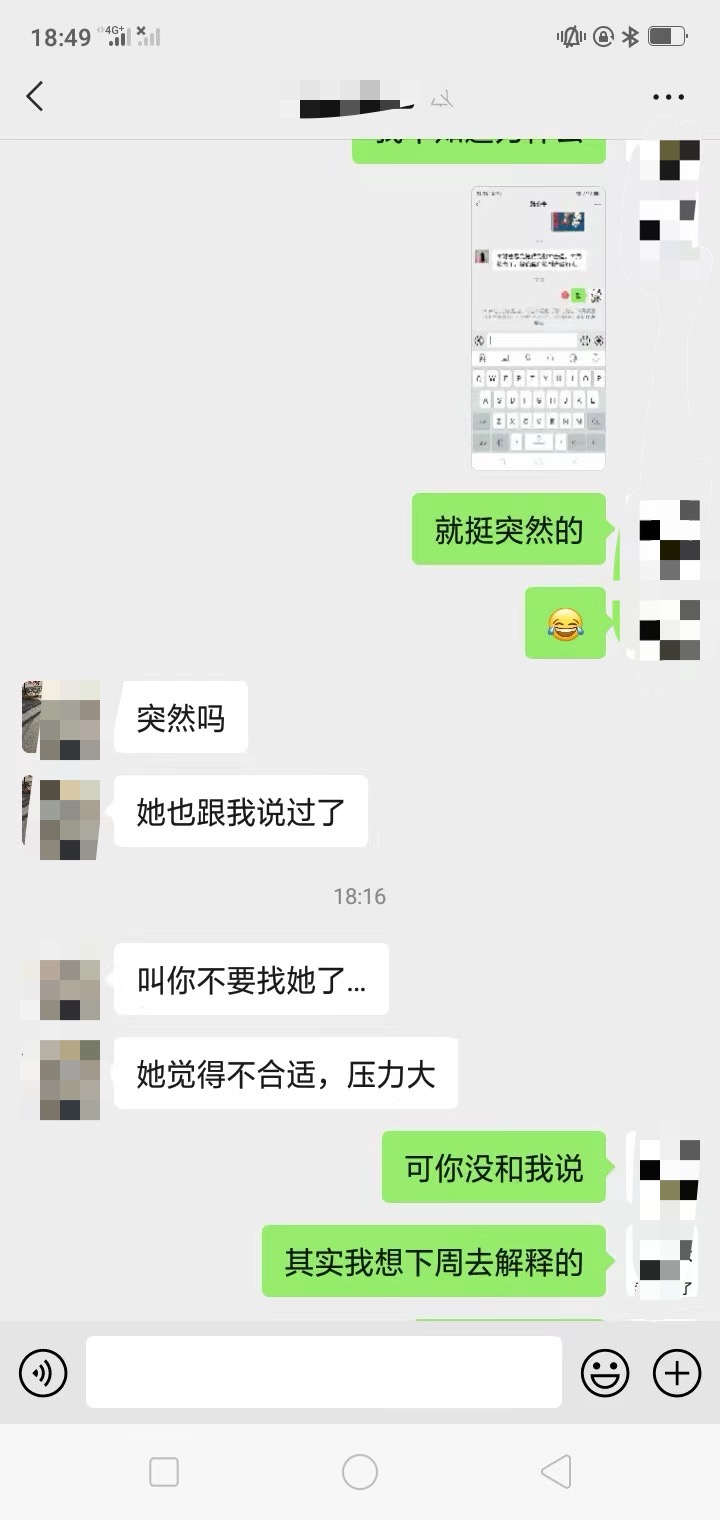 18:49
4G+
就挺突然的
突然吗
她也跟我说过了
18:16
叫你不要找她了...
她觉得不合适，压力大
可你没和我说
其实我想下周去解释的